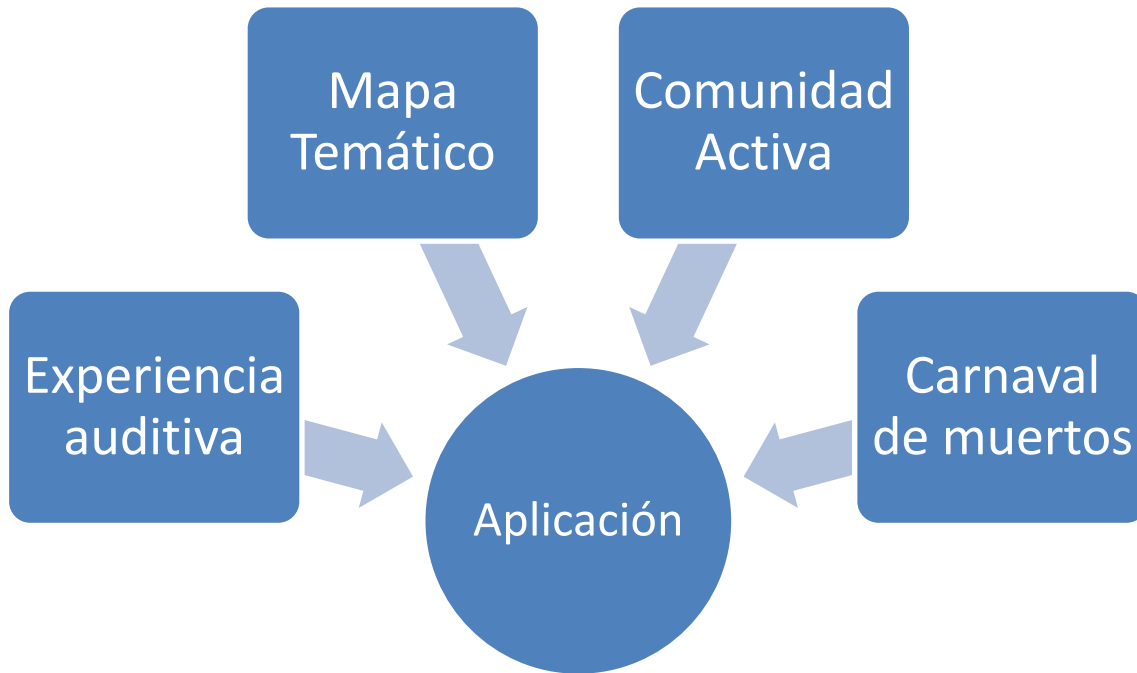 Mapa
Temático
Comunidad
Activa
Experiencia
auditiva
Carnaval
de muertos
Aplicación